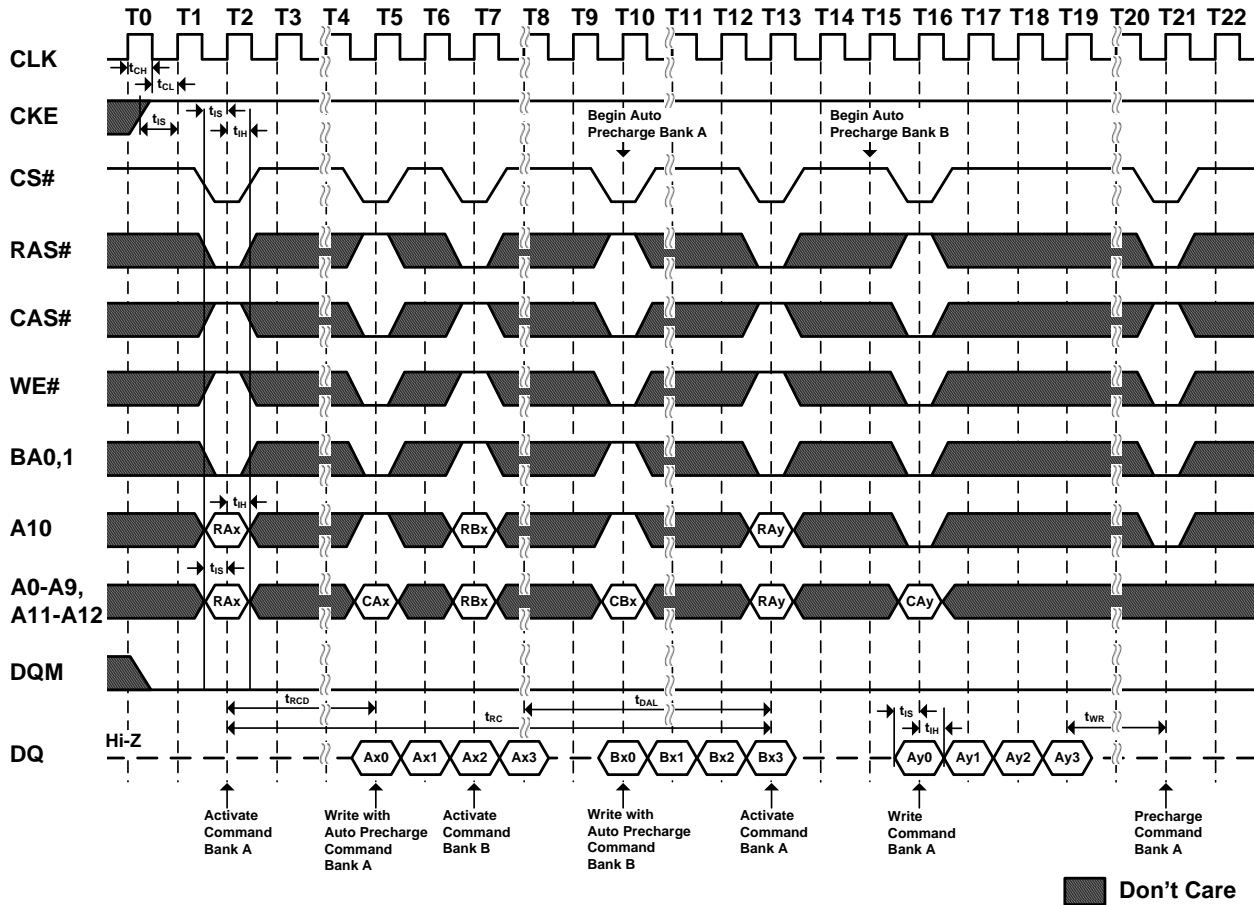 T0 T1 T2 T3 T4 T5 T6 T7 T8 T9 T10 T11 T12 T13 T14 T15 T16 T17 T18 T19 T20 T21 T22
CLK
tCH
tCL
CKE
tIS
tIS
tIH
Begin Auto
Precharge Bank A
Begin Auto
Precharge Bank B
CS#
RAS#
CAS#
WE#
BA0,1
tIH
A10
RAx RBx RAy
tIS
A0-A9,
A11-A12
RAx CAx RBx CBx RAy CAy
DQM
tRCD
tRC
tDAL
tIS
tIH
tWR
Hi-Z
DQ
Ax0 Ax1 Ax2 Ax3 Bx0 Bx1 Bx2 Bx3 Ay0 Ay1 Ay2 Ay3
Activate
Command
Bank A
Write with
Auto Precharge
Command
Bank A
Activate
Command
Bank B
Write with
Auto Precharge
Command
Bank B
Activate
Command
Bank A
Write
Command
Bank A
Precharge
Command
Bank A
Don't Care